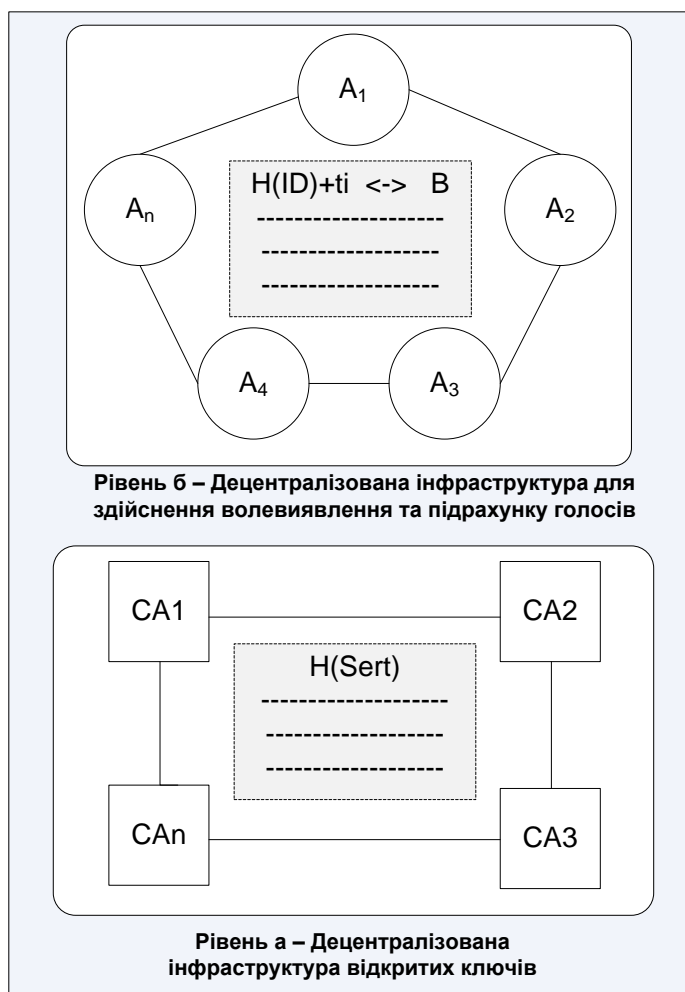 A₁
Aₙ
A₂
H(ID)+ti <-> B
--------------------
-------------------
-------------------
A₄
A₃
Рівень б – Децентралізована інфраструктура для
здійснення волевиявлення та підрахунку голосів
CA1
CA2
H(Sert)
--------------------
-------------------
-------------------
CAn
CA3
Рівень а – Децентралізована
інфраструктура відкритих ключів